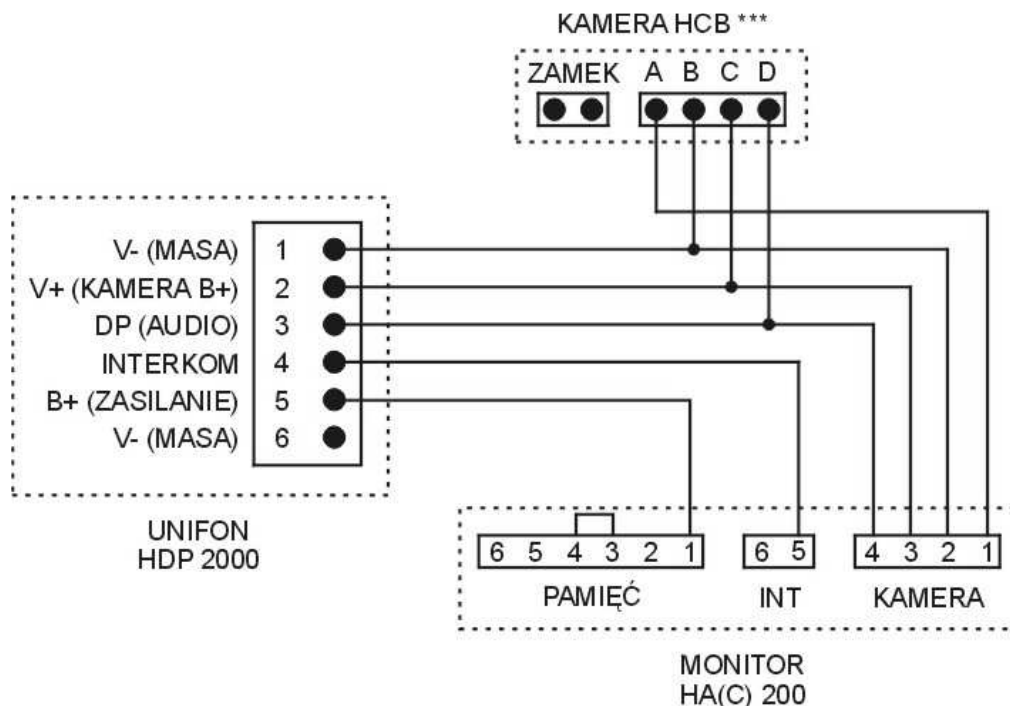 KAMERA HCB ***
ZAMEK A B C D
V- (MASA) 1
V+ (KAMERA B+) 2
DP (AUDIO) 3
INTERKOM 4
B+ (ZASILANIE) 5
V- (MASA) 6
UNIFON
HDP 2000
6 5 4 3 2 1
PAMIĘĆ
6 5
INT
4 3 2 1
KAMERA
MONITOR
HA(C) 200